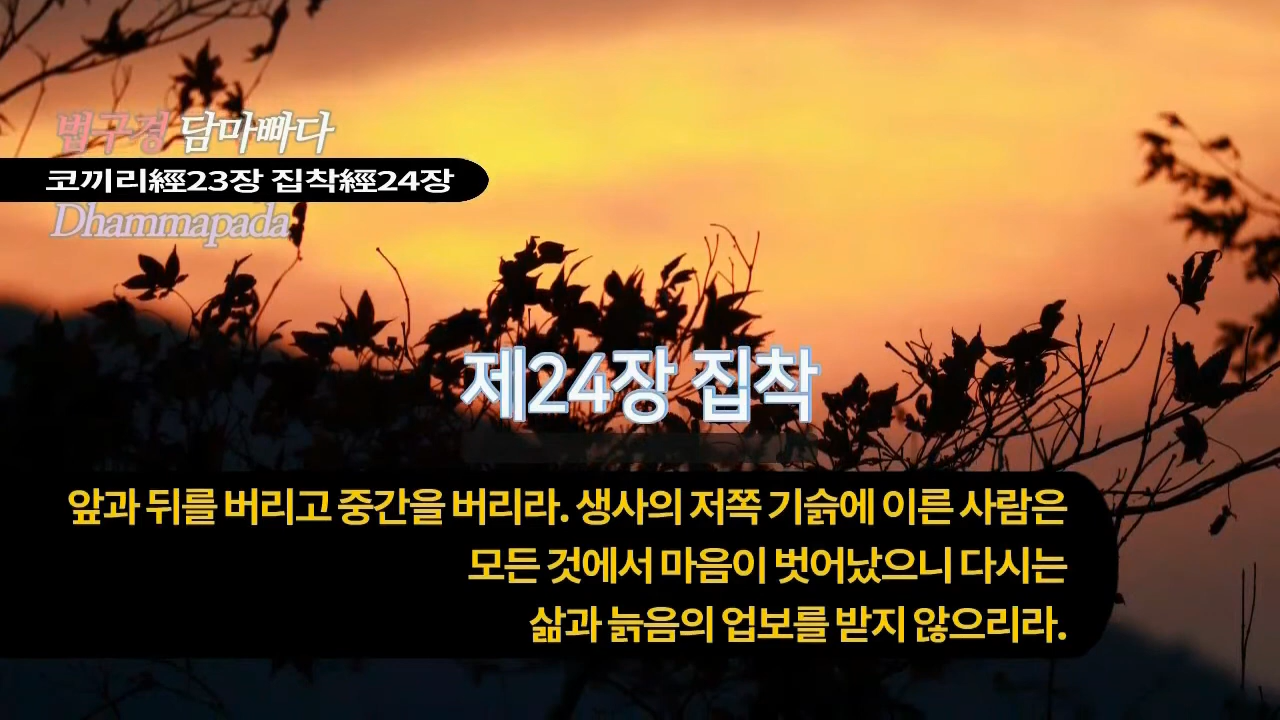 법구경 담마빠다
코끼리經23장 집착經24장
Dhammapada
제24장 집착
앞과 뒤를 버리고 중간을 버리라. 생사의 저쪽 기슭에 이른 사람은
모든 것에서 마음이 벗어났으니 다시는
삶과 늙음의 업보를 받지 않으리라.